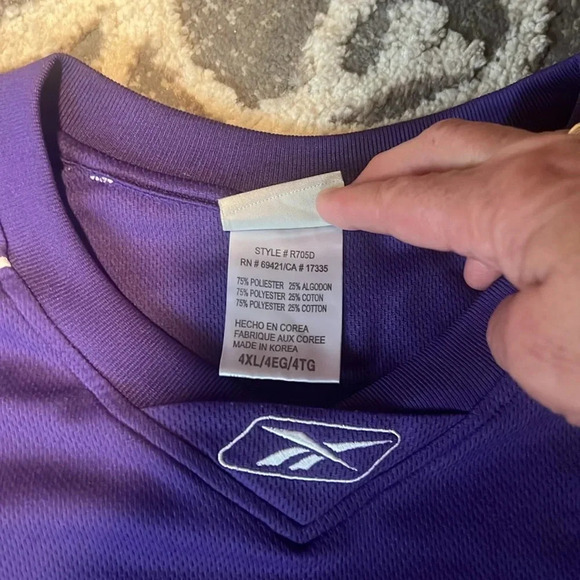 STYLE # R705D
RN # 69421/CA # 17335
75% POLIESTER 25% ALGODON
75% POLYESTER 25% COTON
75% POLYESTER 25% COTTON
HECHO EN COREA
FABRIQUE AUX COREE
MADE IN KOREA
4XL/4EG/4TG